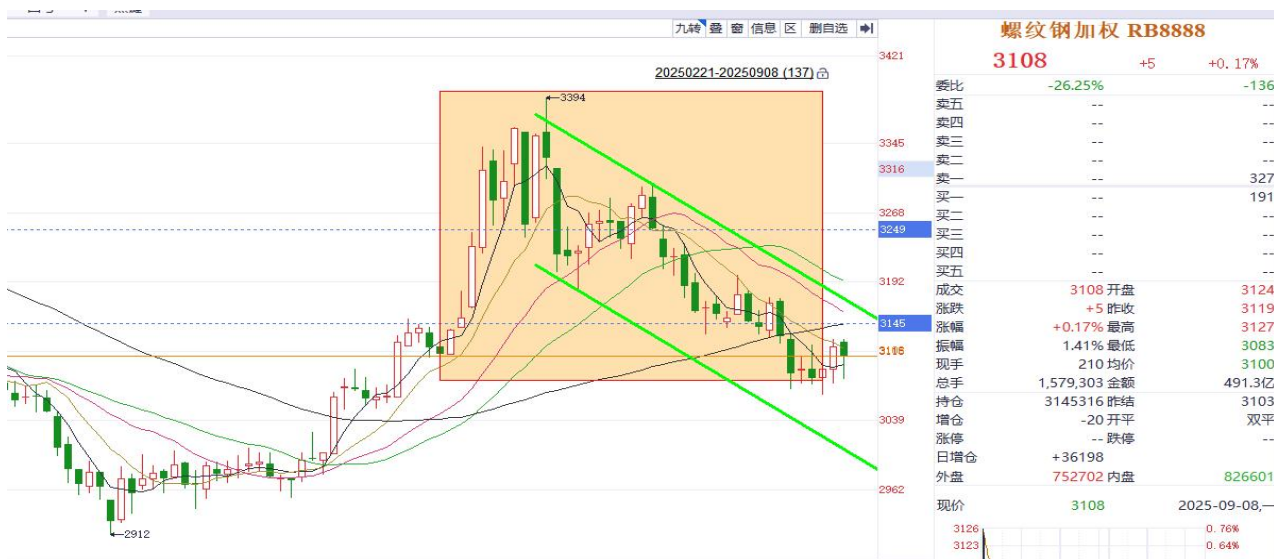 九转 叠 窗 信息 区 删自选
20250221-20250908 (137)
3394
2912
3421
3345
3316
3268
3249
3192
3145
3039
2962
螺纹钢加权 RB8888
3108 +5 +0.17%
委比 -26.25% -136
卖五 -- --
卖四 -- --
卖三 -- --
卖二 -- --
卖一 -- 327
买一 -- 191
买二 -- --
买三 -- --
买四 -- --
买五 -- --
成交 3108 开盘 3124
涨跌 +5 昨收 3119
涨幅 +0.17% 最高 3127
振幅 1.41% 最低 3083
现手 210 均价 3100
总手 1,579,303 金额 491.3亿
持仓 3145316 昨结 3103
增仓 -20 开平 双平
涨停 -- 跌停 --
日增仓 +36198
外盘 752702 内盘 826601
现价 3108 2025-09-08,一
3126 0.76%
3123 0.64%